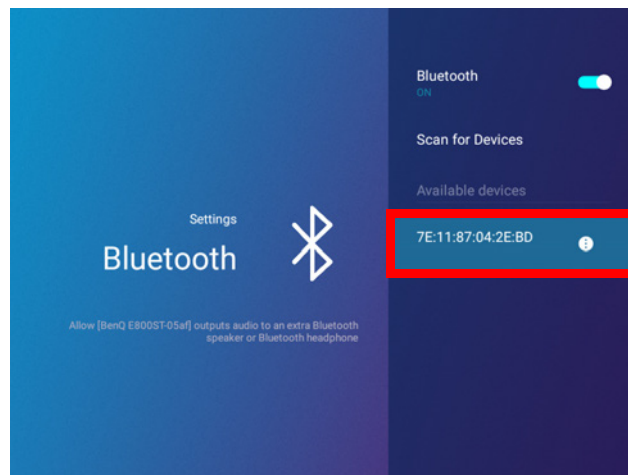 Settings
Bluetooth
Allow [BenQ E800ST-05af] outputs audio to an extra Bluetooth
speaker or Bluetooth headphone
Bluetooth
ON
Scan for Devices
Available devices
7E:11:87:04:2E:BD